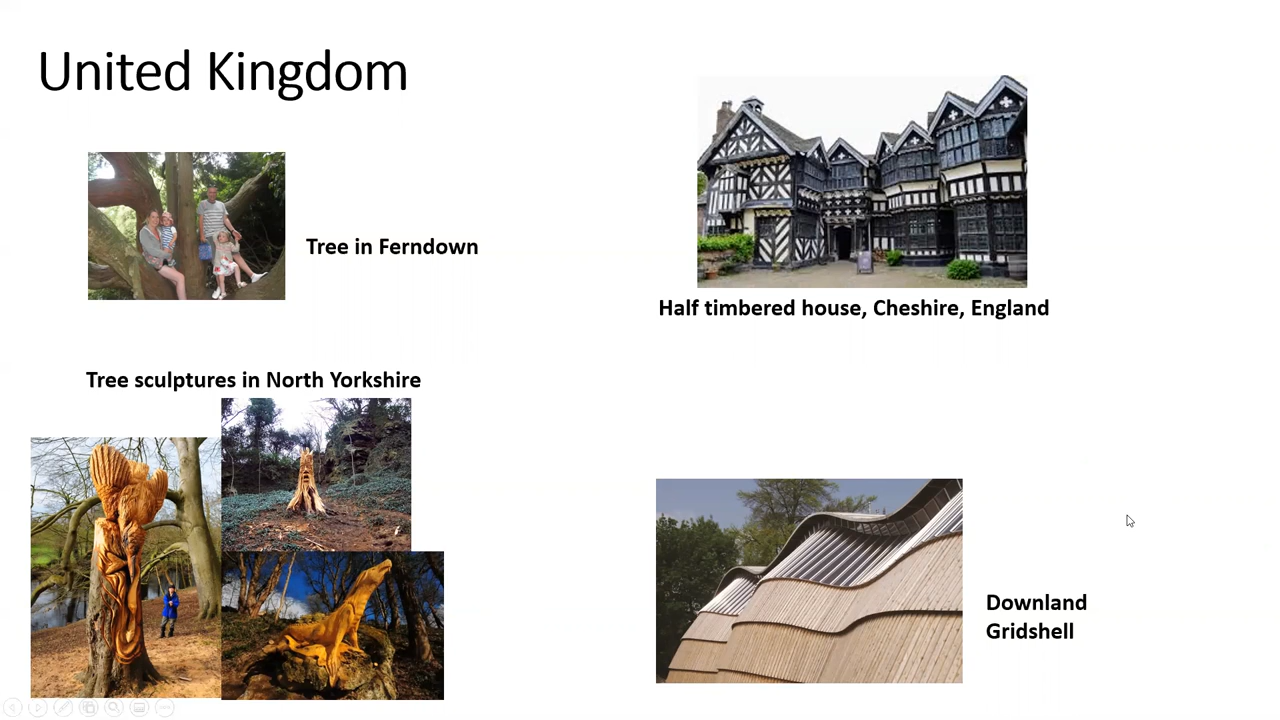 United Kingdom
Tree in Ferndown
Half timbered house, Cheshire, England
Tree sculptures in North Yorkshire
Downland
Gridshell